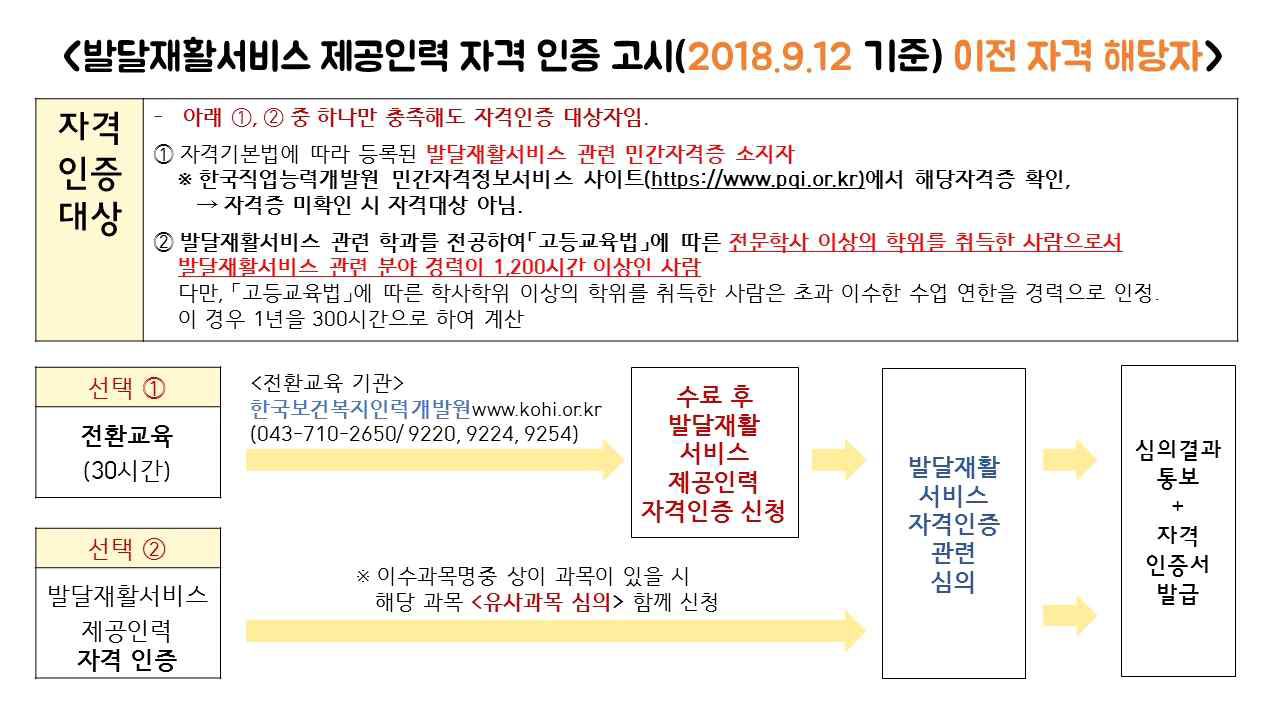 <발달재활서비스 제공인력 자격 인증 고시(2018.9.12 기준) 이전 자격 해당자>
자격
인증
대상
- 아래 ①, ② 중 하나만 충족해도 자격인증 대상자임.
① 자격기본법에 따라 등록된 발달재활서비스 관련 민간자격증 소지자
※ 한국직업능력개발원 민간자격정보서비스 사이트(https://www.pqi.or.kr)에서 해당자격증 확인,
→ 자격증 미확인 시 자격대상 아님.
② 발달재활서비스 관련 학과를 전공하여「고등교육법」에 따른 전문학사 이상의 학위를 취득한 사람으로서
발달재활서비스 관련 분야 경력이 1,200시간 이상인 사람
다만, 「고등교육법」에 따른 학사학위 이상의 학위를 취득한 사람은 초과 이수한 수업 연한을 경력으로 인정.
이 경우 1년을 300시간으로 하여 계산
선택 ①
전환교육
(30시간)
<전환교육 기관>
한국보건복지인력개발원www.kohi.or.kr
(043-710-2650/ 9220, 9224, 9254)
수료 후
발달재활
서비스
제공인력
자격인증 신청
선택 ②
발달재활서비스
제공인력
자격 인증
※ 이수과목명중 상이 과목이 있을 시
해당 과목 <유사과목 심의> 함께 신청
발달재활
서비스
자격인증
관련
심의
심의결과
통보
+
자격
인증서
발급